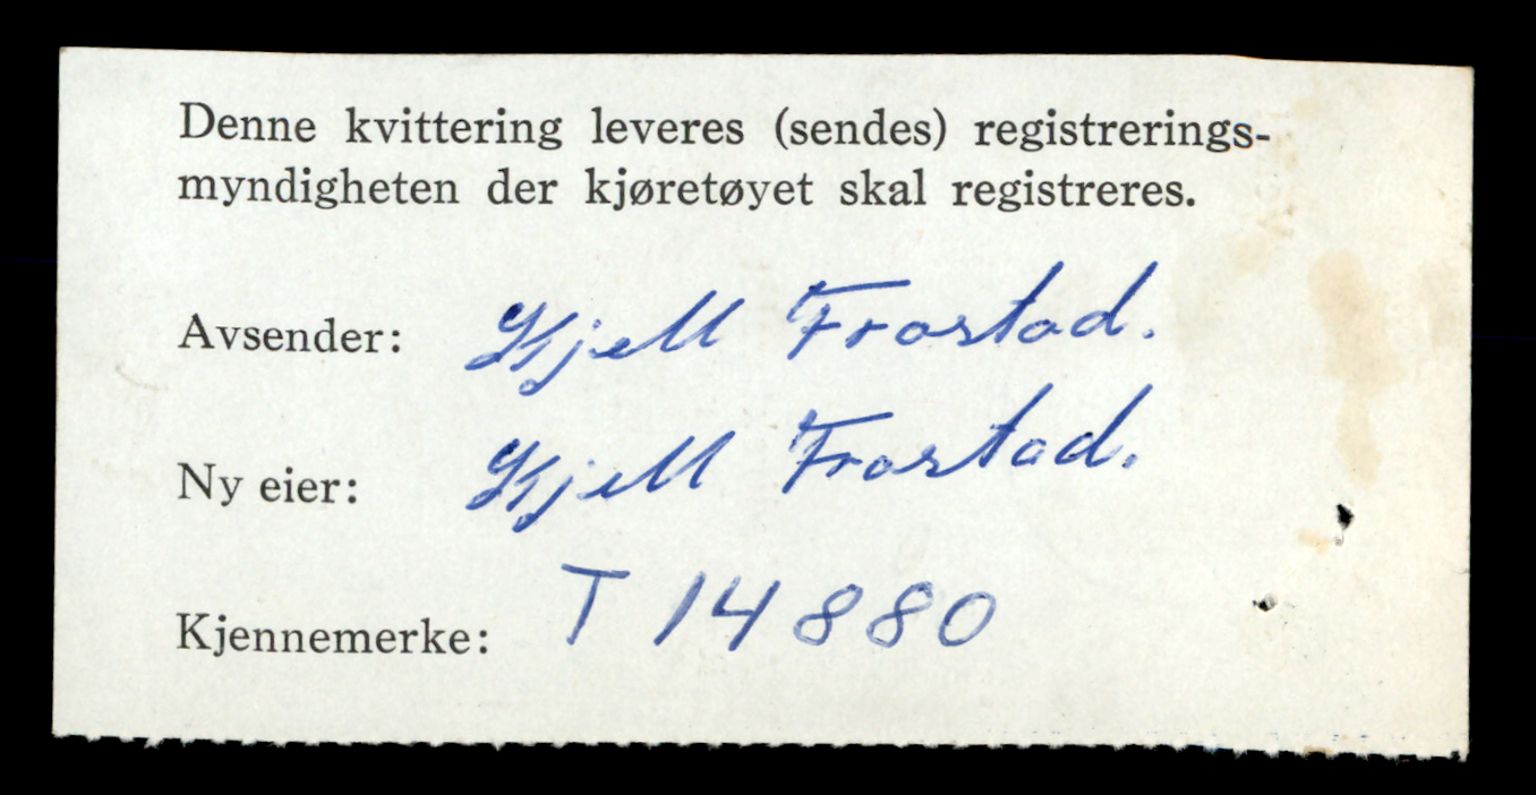 Denne kvittering leveres (sendes) registrerings-
myndigheten der kjøretøyet skal registreres.
Avsender: Kjell Frostad.
Ny eier: Kjell Frostad.
Kjennemerke: T 14880